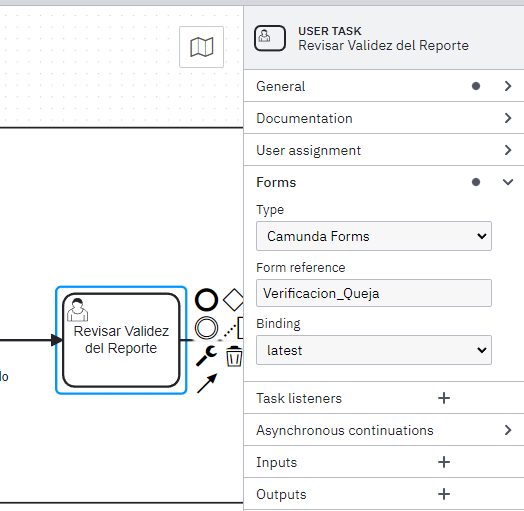 USER TASK
Revisar Validez del Reporte
General
Documentation
User assignment
Forms
Type
Camunda Forms
Form reference
Verificacion_Queja
Binding
latest
Task listeners
Asynchronous continuations
Inputs
Outputs
Revisar Validez
del Reporte
do